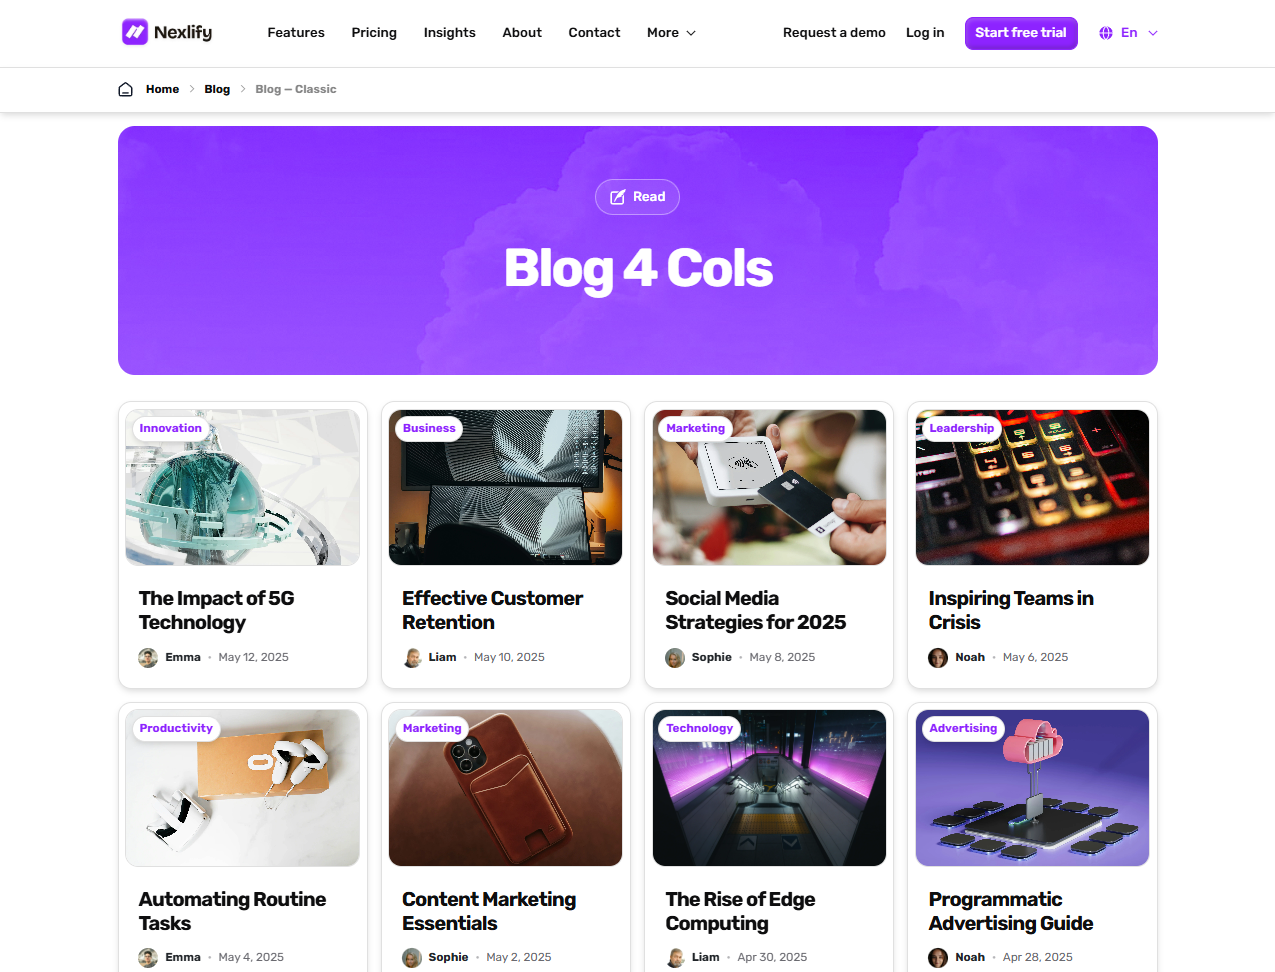 Nexlify
Features Pricing Insights About Contact More
Request a demo Log in Start free trial En
Home Blog Blog – Classic
Read
Blog 4 Cols
Innovation
The Impact of 5G
Technology
Emma • May 12, 2025
Business
Effective Customer
Retention
Liam • May 10, 2025
Marketing
Social Media
Strategies for 2025
Sophie • May 8, 2025
Leadership
Inspiring Teams in
Crisis
Noah • May 6, 2025
Productivity
Automating Routine
Tasks
Emma • May 4, 2025
Marketing
Content Marketing
Essentials
Sophie • May 2, 2025
Technology
The Rise of Edge
Computing
Liam • Apr 30, 2025
Advertising
Programmatic
Advertising Guide
Noah • Apr 28, 2025